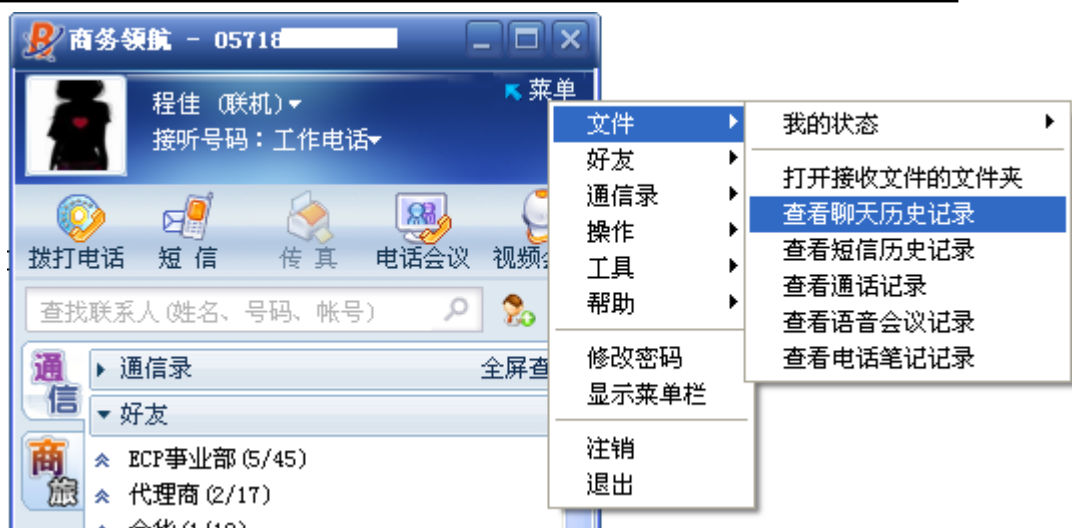 商务领航 - 05718
菜单
程佳 (联机)
接听号码：工作电话
拨打电话 短信 传真 电话会议 视频
查找联系人(姓名、号码、帐号)
通信
通信录 全屏查
好友
商旅
ECP事业部(5/45)
代理商(2/17)
文件
好友
通信录
操作
工具
帮助
修改密码
显示菜单栏
注销
退出
我的状态
打开接收文件的文件夹
查看聊天历史记录
查看短信历史记录
查看通话记录
查看语音会议记录
查看电话笔记记录